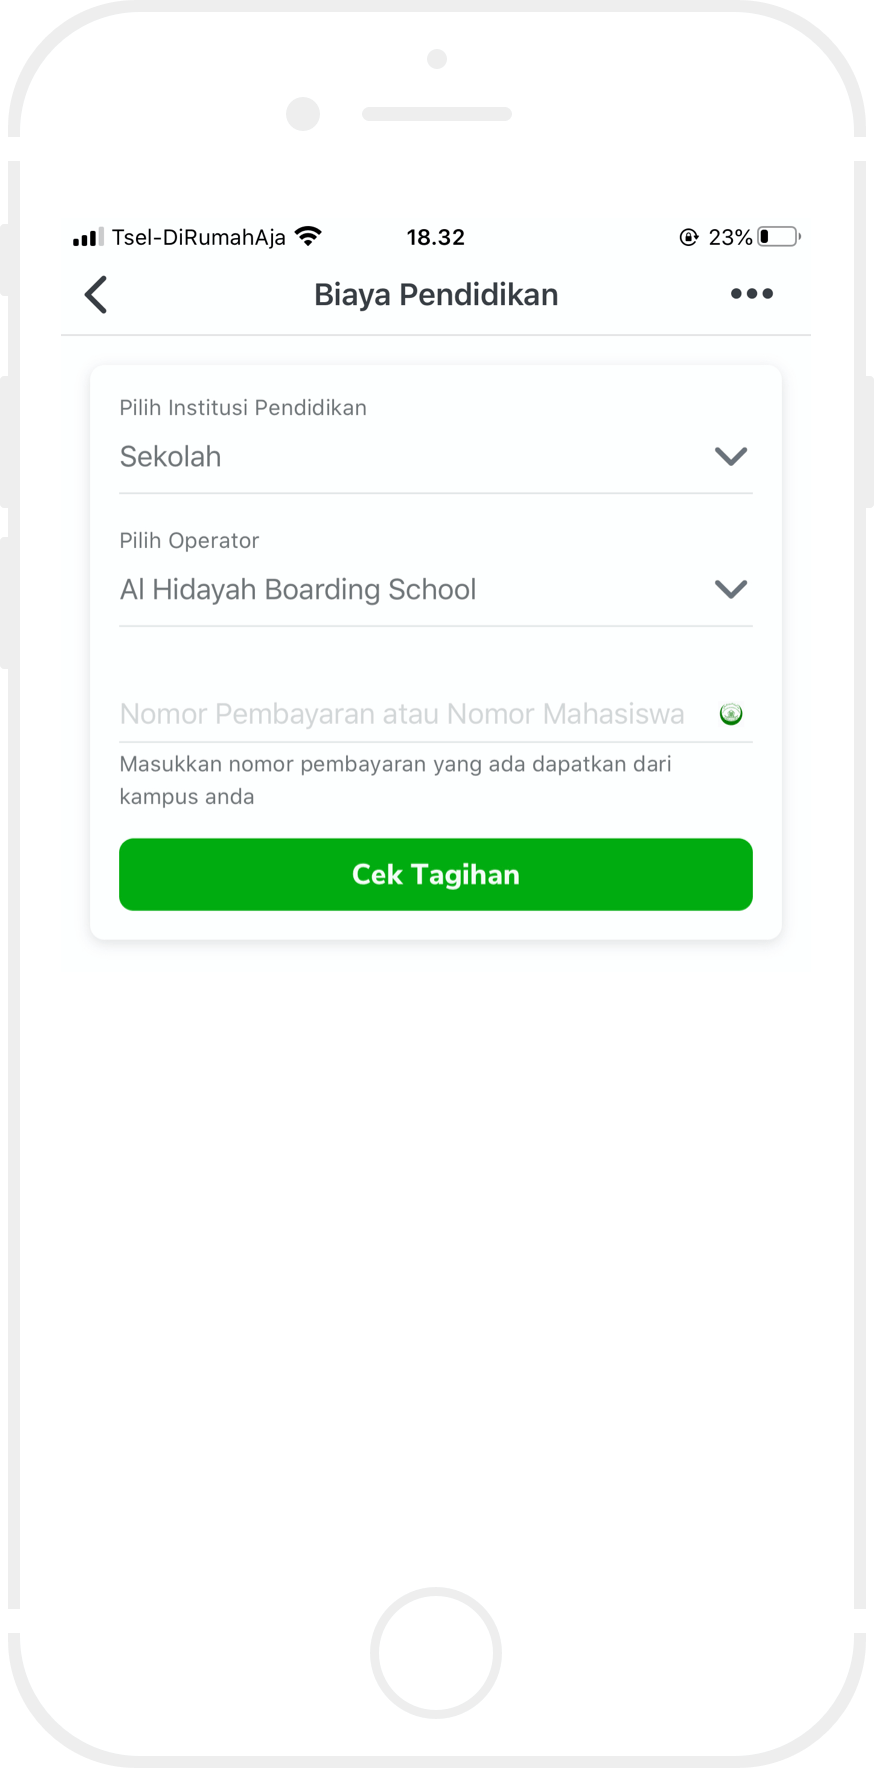 Tsel-DiRumahAja 18.32 23%
Biaya Pendidikan
Pilih Institusi Pendidikan
Sekolah
Pilih Operator
Al Hidayah Boarding School
Nomor Pembayaran atau Nomor Mahasiswa
Masukkan nomor pembayaran yang ada dapatkan dari
kampus anda
Cek Tagihan